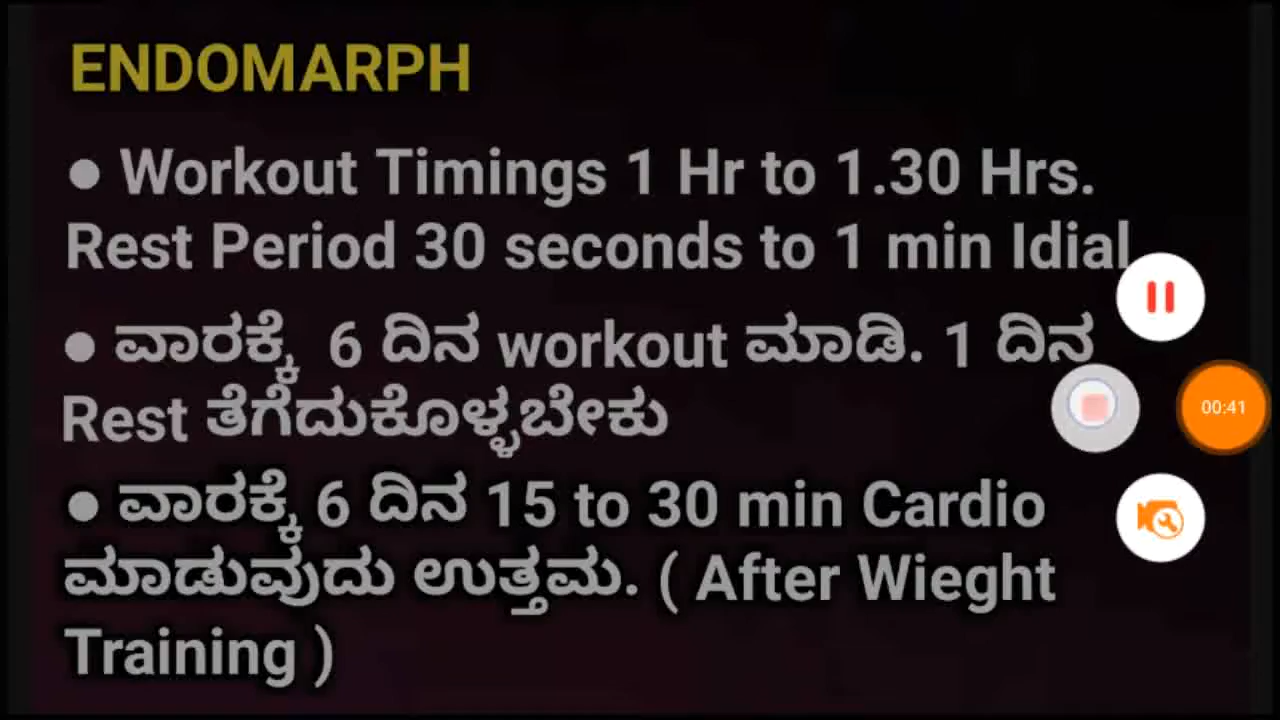 ENDOMARPH
● Workout Timings 1 Hr to 1.30 Hrs.
Rest Period 30 seconds to 1 min Idial
● ವಾರಕ್ಕೆ 6 ದಿನ workout ಮಾಡಿ. 1 ದಿನ
Rest ತೆಗೆದುಕೊಳ್ಳಬೇಕು
00:41
● ವಾರಕ್ಕೆ 6 ದಿನ 15 to 30 min Cardio
ಮಾಡುವುದು ಉತ್ತಮ. ( After Wieght
Training )